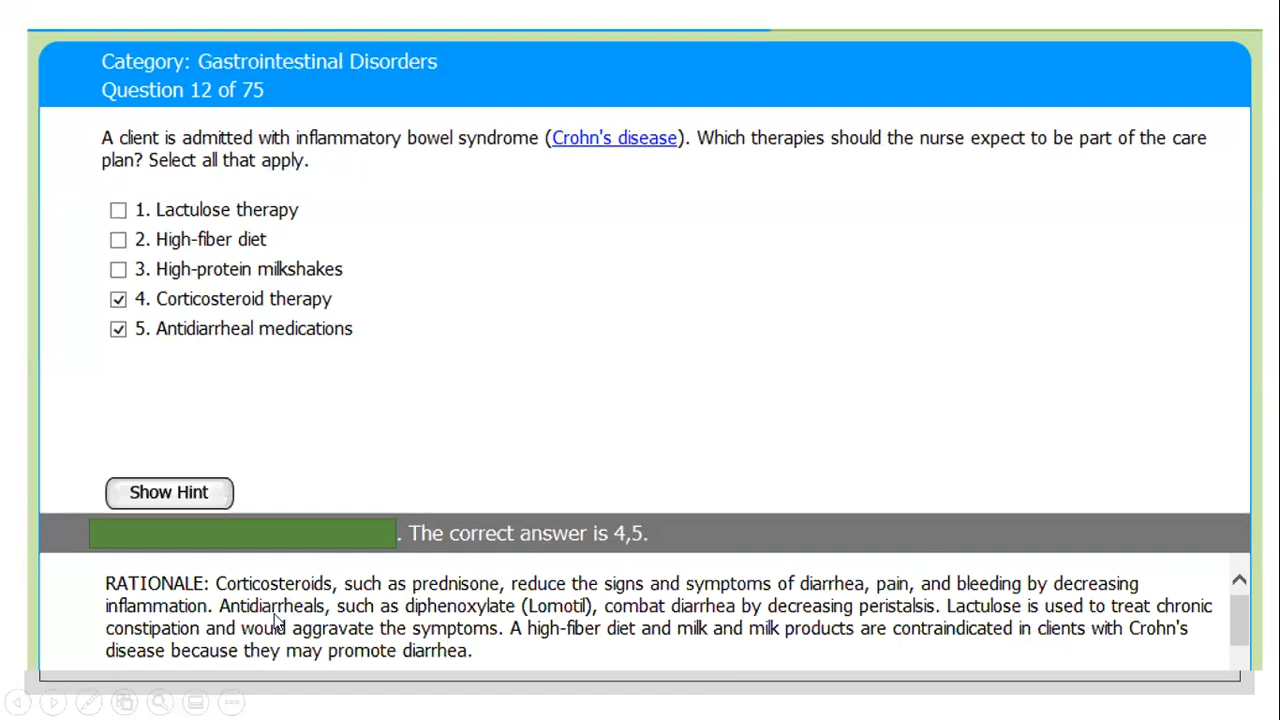 Category: Gastrointestinal Disorders
Question 12 of 75
A client is admitted with inflammatory bowel syndrome (Crohn's disease). Which therapies should the nurse expect to be part of the care
plan? Select all that apply.
1. Lactulose therapy
2. High-fiber diet
3. High-protein milkshakes
4. Corticosteroid therapy
5. Antidiarrheal medications
Show Hint
. The correct answer is 4,5.
RATIONALE: Corticosteroids, such as prednisone, reduce the signs and symptoms of diarrhea, pain, and bleeding by decreasing
inflammation. Antidiarrheals, such as diphenoxylate (Lomotil), combat diarrhea by decreasing peristalsis. Lactulose is used to treat chronic
constipation and would aggravate the symptoms. A high-fiber diet and milk and milk products are contraindicated in clients with Crohn's
disease because they may promote diarrhea.